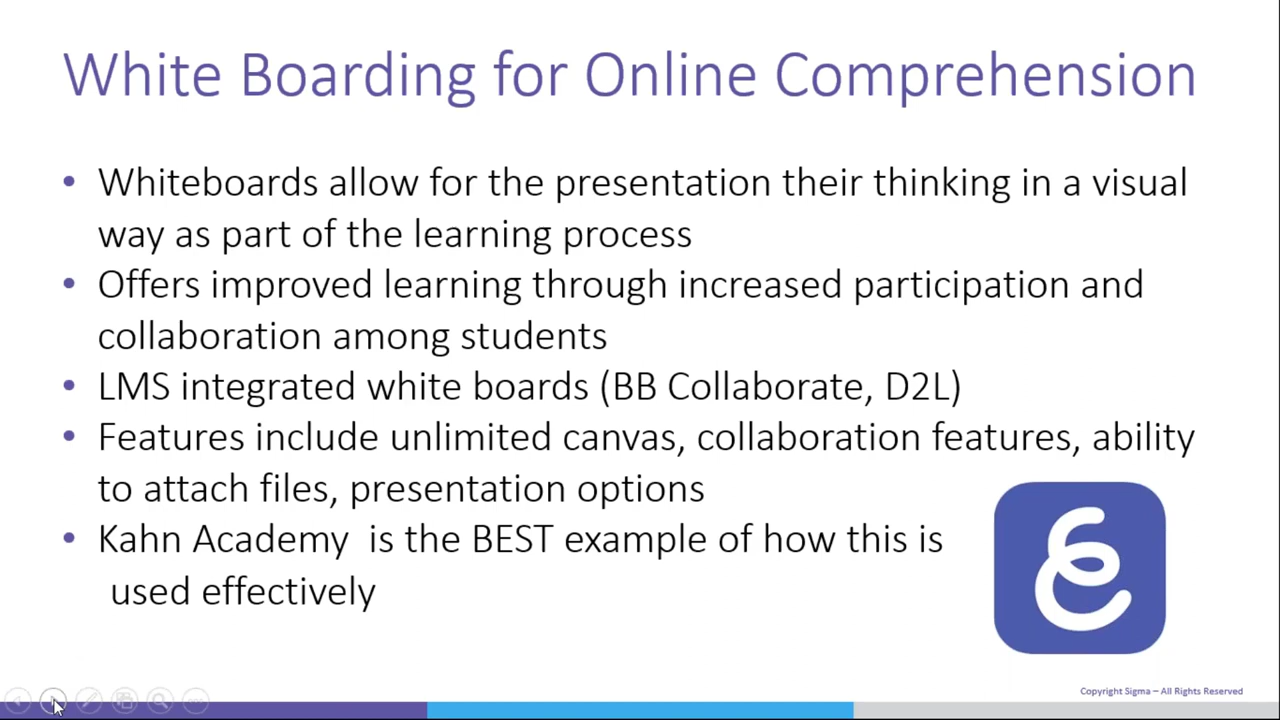 White Boarding for Online Comprehension
• Whiteboards allow for the presentation their thinking in a visual
way as part of the learning process
• Offers improved learning through increased participation and
collaboration among students
• LMS integrated white boards (BB Collaborate, D2L)
• Features include unlimited canvas, collaboration features, ability
to attach files, presentation options
• Kahn Academy  is the BEST example of how this is
used effectively
Copyright Sigma – All Rights Reserved